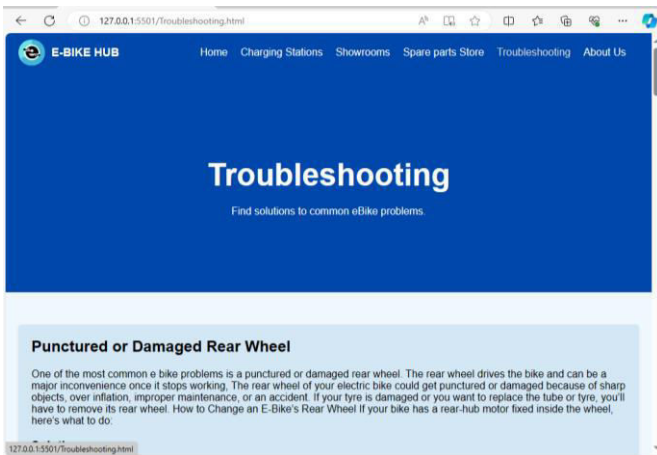 127.0.0.1:5501/Troubleshooting.html
E-BIKE HUB Home Charging Stations Showrooms Spare parts Store Troubleshooting About Us
Troubleshooting
Find solutions to common eBike problems.
Punctured or Damaged Rear Wheel
One of the most common e bike problems is a punctured or damaged rear wheel. The rear wheel drives the bike and can be a
major inconvenience once it stops working, The rear wheel of your electric bike could get punctured or damaged because of sharp
objects, over inflation, improper maintenance, or an accident. If your tyre is damaged or you want to replace the tube or tyre, you'll
have to remove its rear wheel. How to Change an E-Bike's Rear Wheel If your bike has a rear-hub motor fixed inside the wheel,
here's what to do:
127.0.0.1:5501/Troubleshooting.html